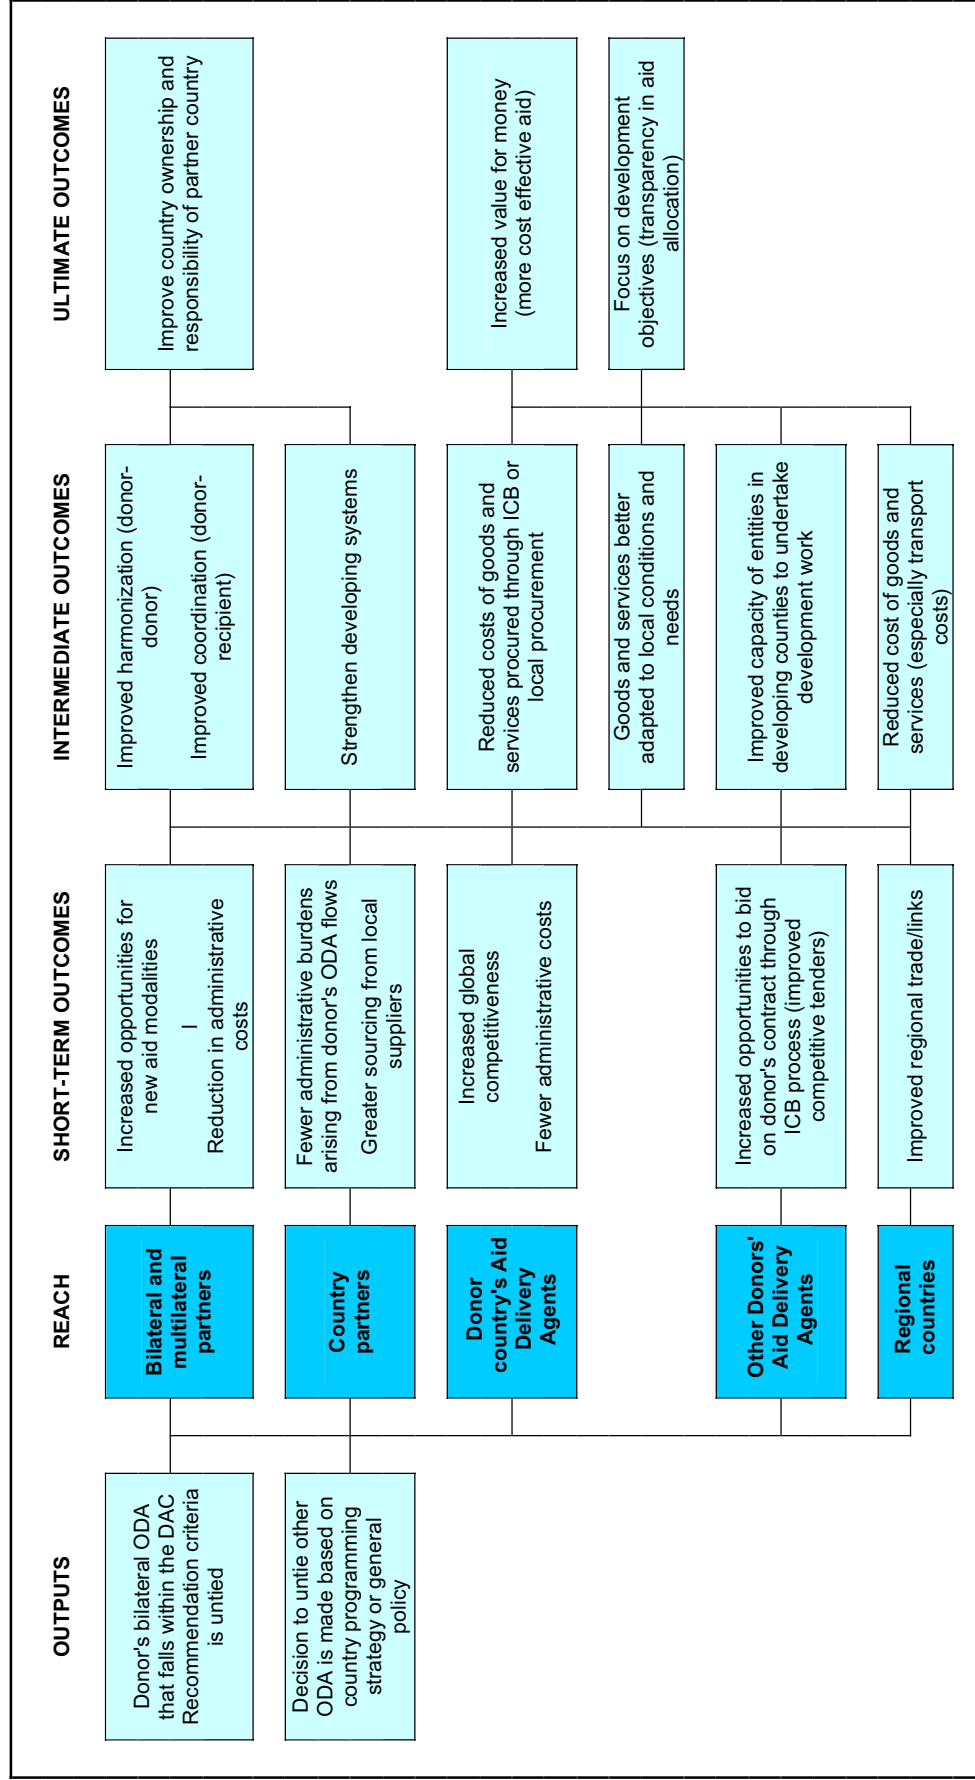 OUTPUTS
REACH
SHORT-TERM OUTCOMES
INTERMEDIATE OUTCOMES
ULTIMATE OUTCOMES
Donor's bilateral ODA
that falls within the DAC
Recommendation criteria
is untied
Decision to untie other
ODA is made based on
country programming
strategy or general
policy
Bilateral and
multilateral
partners
Country
partners
Donor
country's Aid
Delivery
Agents
Other Donors'
Aid Delivery
Agents
Regional
countries
Increased opportunities for
new aid modalities
|
Reduction in administrative
costs
Fewer administrative burdens
arising from donor's ODA flows
Greater sourcing from local
suppliers
Increased global
competitiveness
Fewer administrative costs
Increased opportunities to bid
on donor's contract through
ICB process (improved
competitive tenders)
Improved regional trade/links
Improved harmonization (donor-
donor)
Improved coordination (donor-
recipient)
Strengthen developing systems
Reduced costs of goods and
services procured through ICB or
local procurement
Goods and services better
adapted to local conditions and
needs
Improved capacity of entities in
developing counties to undertake
development work
Reduced cost of goods and
services (especially transport
costs)
Improve country ownership and
responsibility of partner country
Increased value for money
(more cost effective aid)
Focus on development
objectives (transparency in aid
allocation)